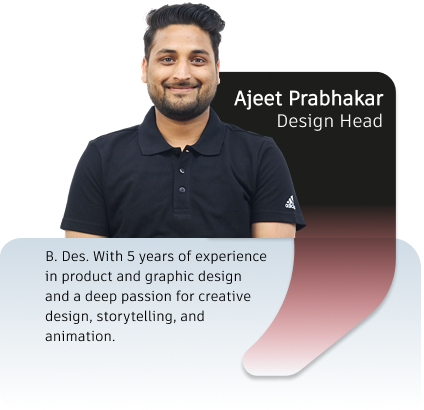 Ajeet Prabhakar
Design Head
adidas
B. Des. With 5 years of experience
in product and graphic design
and a deep passion for creative
design, storytelling, and
animation.